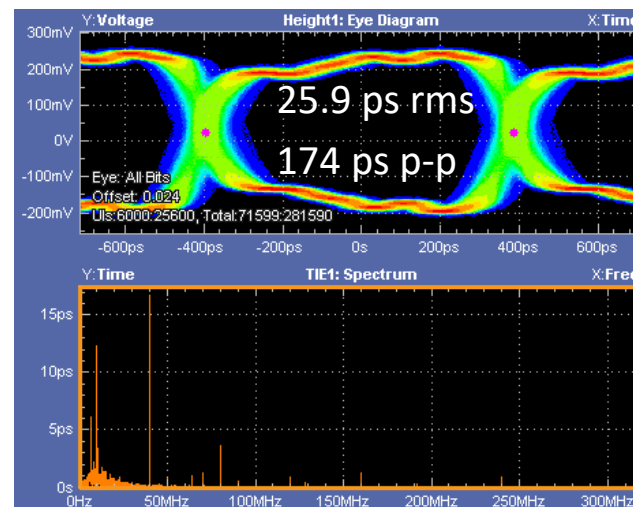 Y:Voltage Height1: Eye Diagram X:Time
300mV
200mV
25.9 ps rms
100mV
0V
174 ps p-p
-100mV
Eye: All Bits
Offset: 0.024
-200mV
UIs:6000:25600, Total:71599:281590
-600ps -400ps -200ps 0s 200ps 400ps 600ps
Y:Time TIE1: Spectrum X:Fre
15ps
10ps
5ps
0s
0Hz 50MHz 100MHz 150MHz 200MHz 250MHz 300MHz